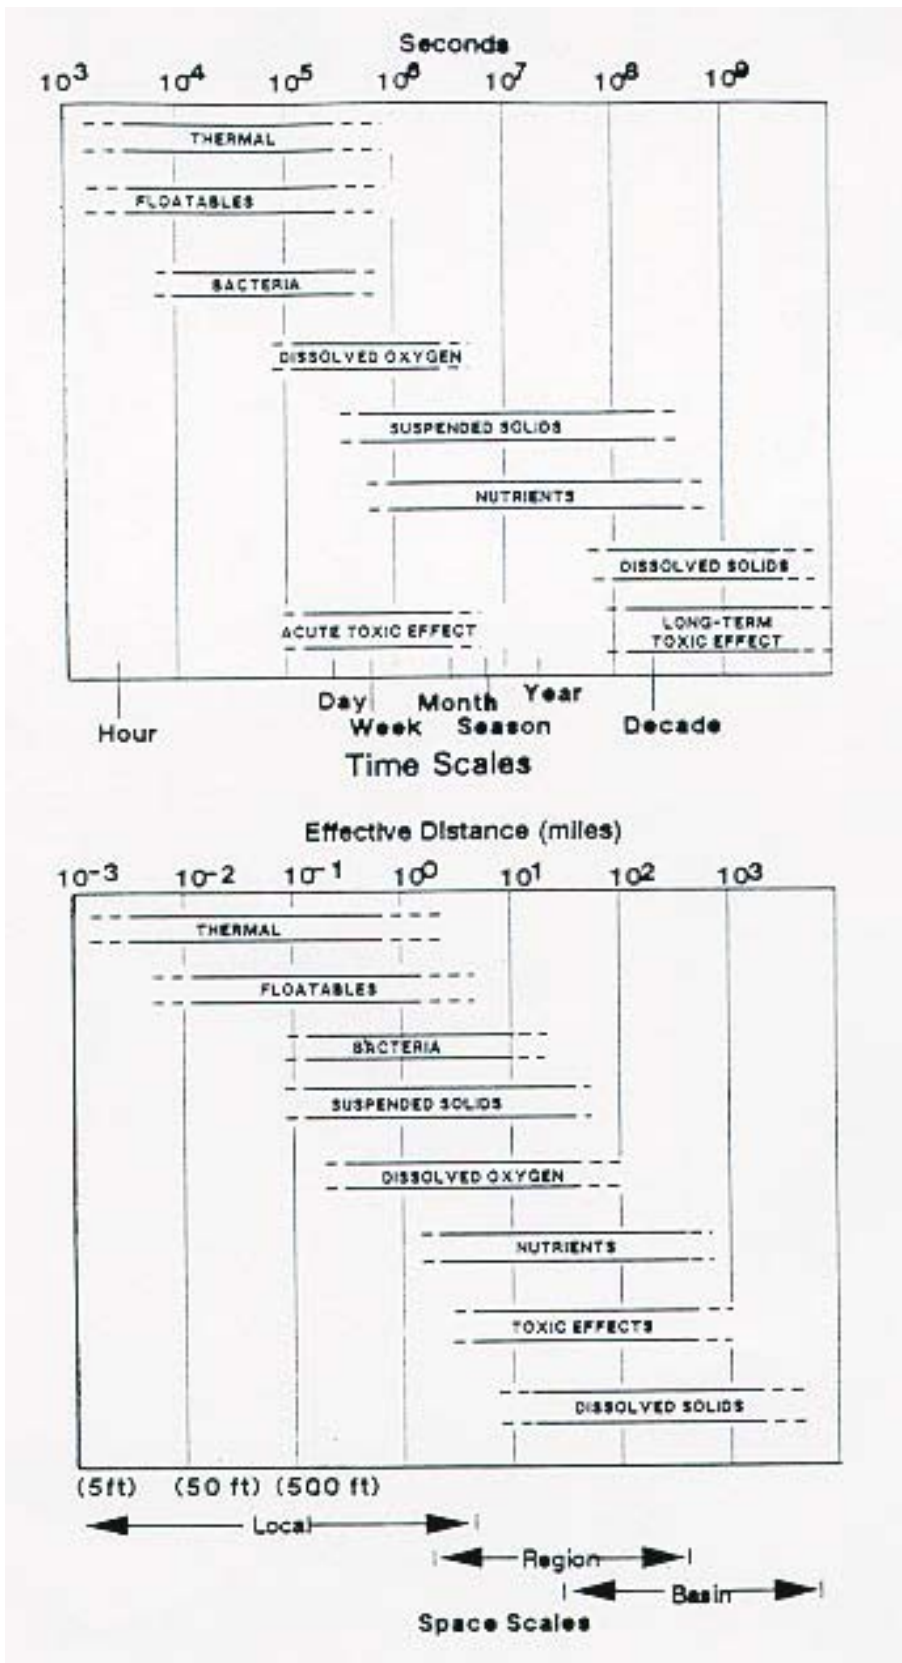 Seconds
10³ 10⁴ 10⁵ 10⁶ 10⁷ 10⁸ 10⁹
THERMAL
FLOATABLES
BACTERIA
DISSOLVED OXYGEN
SUSPENDED SOLIDS
NUTRIENTS
DISSOLVED SOLIDS
ACUTE TOXIC EFFECT
LONG-TERM
TOXIC EFFECT
Day Month Year
Hour Week Season Decade
Time Scales
Effective Distance (miles)
10⁻³ 10⁻² 10⁻¹ 10⁰ 10¹ 10² 10³
THERMAL
FLOATABLES
BACTERIA
SUSPENDED SOLIDS
DISSOLVED OXYGEN
NUTRIENTS
TOXIC EFFECTS
DISSOLVED SOLIDS
(5ft) (50 ft) (500 ft)
Local
Region
Basin
Space Scales